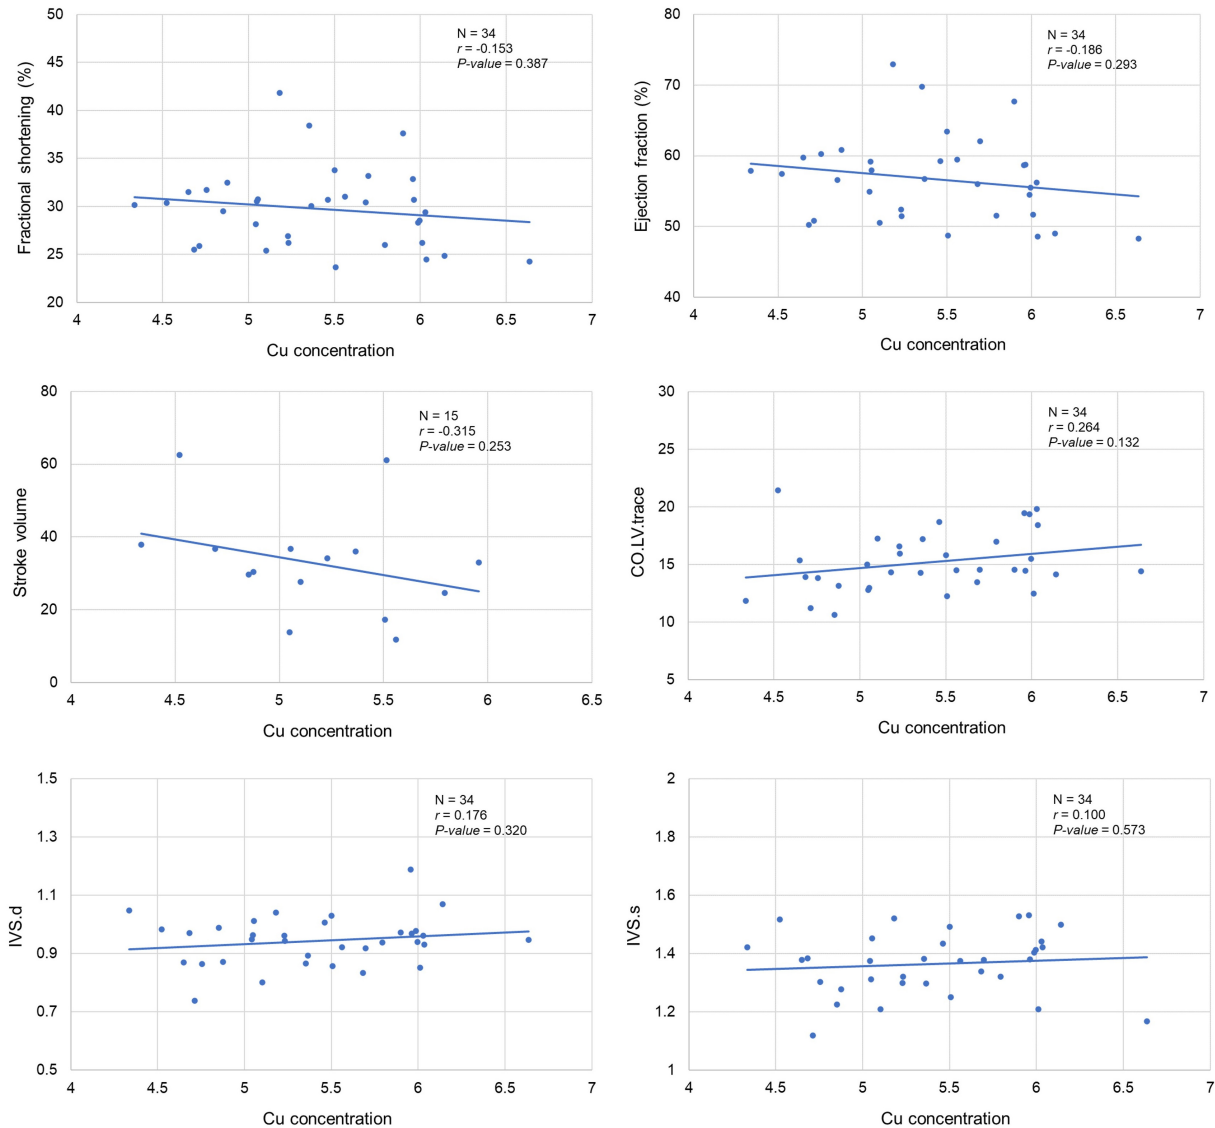 50
45
40
35
30
25
20
Fractional shortening (%)
N = 34
r = -0.153
P-value = 0.387
4 4.5 5 5.5 6 6.5 7
Cu concentration
80
70
60
50
40
Ejection fraction (%)
N = 34
r = -0.186
P-value = 0.293
4 4.5 5 5.5 6 6.5 7
Cu concentration
80
60
40
20
0
Stroke volume
N = 15
r = -0.315
P-value = 0.253
4 4.5 5 5.5 6 6.5
Cu concentration
30
25
20
15
10
5
CO.LV.trace
N = 34
r = 0.264
P-value = 0.132
4 4.5 5 5.5 6 6.5 7
Cu concentration
1.5
1.3
1.1
0.9
0.7
0.5
IVS.d
N = 34
r = 0.176
P-value = 0.320
4 4.5 5 5.5 6 6.5 7
Cu concentration
2
1.8
1.6
1.4
1.2
1
IVS.s
N = 34
r = 0.100
P-value = 0.573
4 4.5 5 5.5 6 6.5 7
Cu concentration